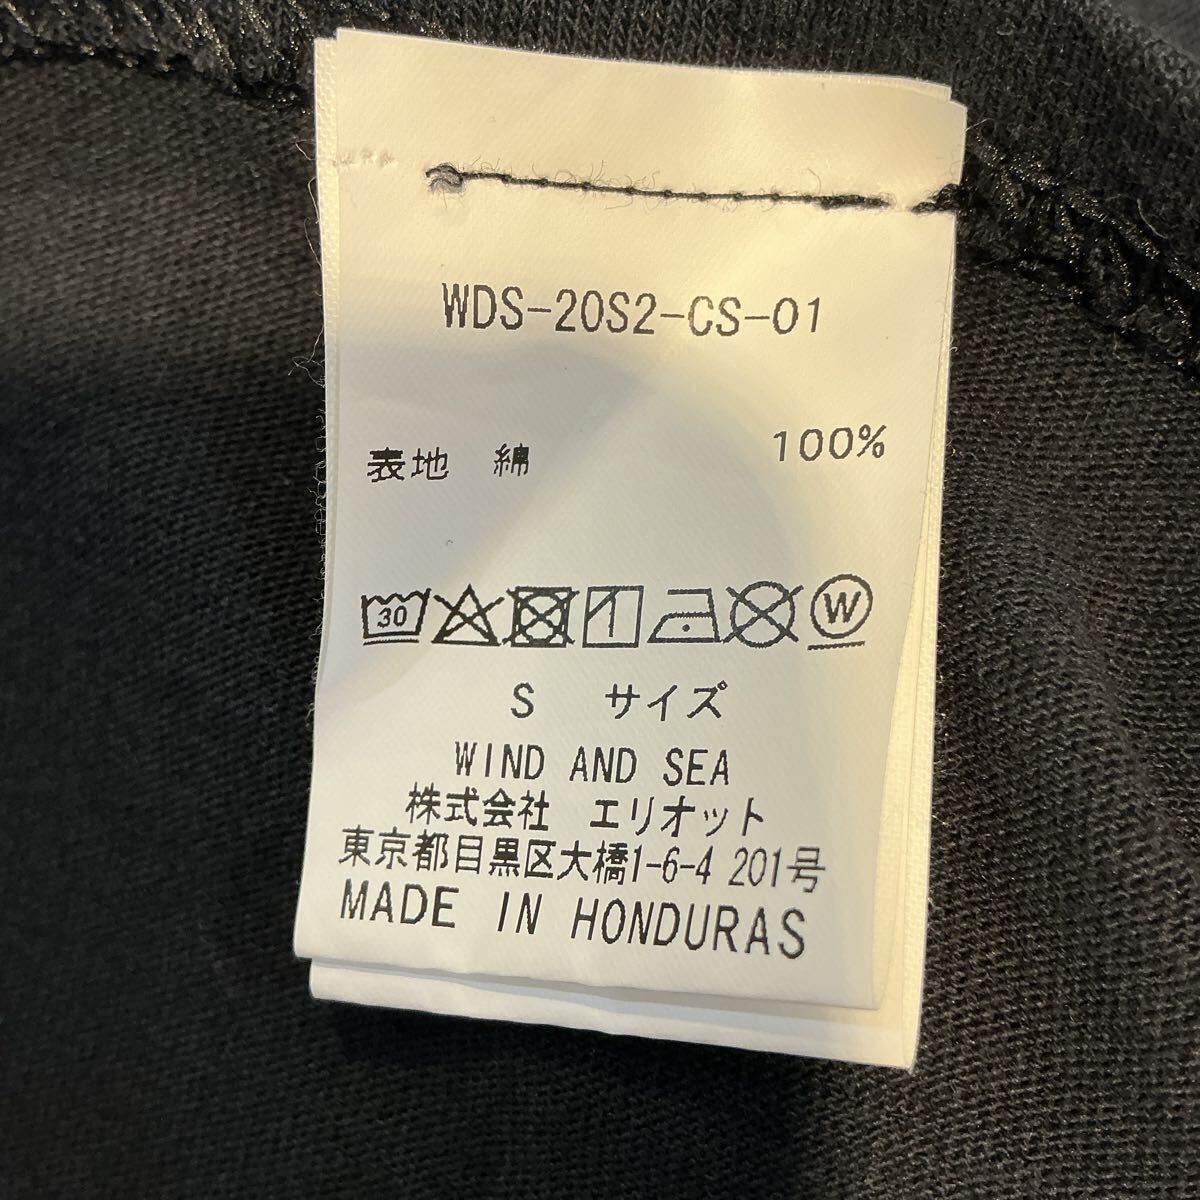 WDS-20S2-CS-01
表地 綿 100%
30 W
S サイズ
WIND AND SEA
株式会社 エリオット
東京都目黒区大橋1-6-4 201号
MADE IN HONDURAS